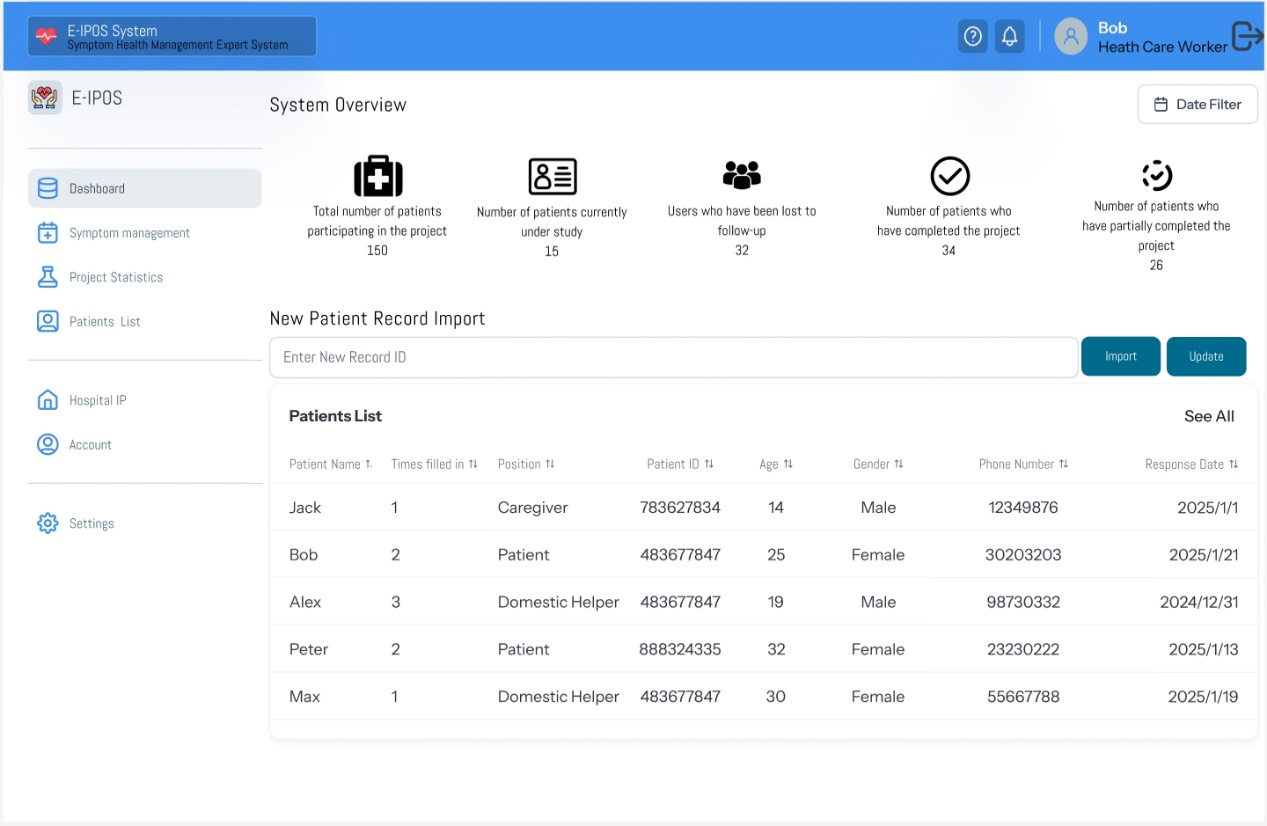 E-IPOS System
Symptom Health Management Expert System
Bob
Heath Care Worker
E-IPOS
System Overview
Date Filter
Dashboard
Symptom management
Project Statistics
Patients List
Hospital IP
Account
Settings
Total number of patients
participating in the project
150
Number of patients currently
under study
15
Users who have been lost to
follow-up
32
Number of patients who
have completed the project
34
Number of patients who
have partially completed the
project
26
New Patient Record Import
Enter New Record ID
Import
Update
Patients List
See All
Patient Name Times filled in Position Patient ID Age Gender Phone Number Response Date
Jack 1 Caregiver 783627834 14 Male 12349876 2025/1/1
Bob 2 Patient 483677847 25 Female 30203203 2025/1/21
Alex 3 Domestic Helper 483677847 19 Male 98730332 2024/12/31
Peter 2 Patient 888324335 32 Female 23230222 2025/1/13
Max 1 Domestic Helper 483677847 30 Female 55667788 2025/1/19